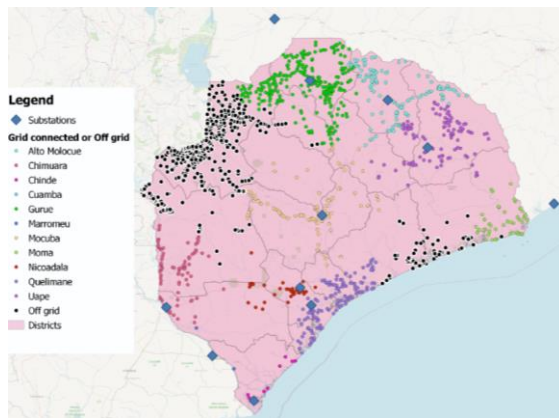 Legend
Substations
Grid connected or Off grid
Alto Molocue
Chimuara
Chinde
Cuamba
Gurue
Marromeu
Mocuba
Moma
Nicoadala
Quelimane
Uape
Off grid
Districts